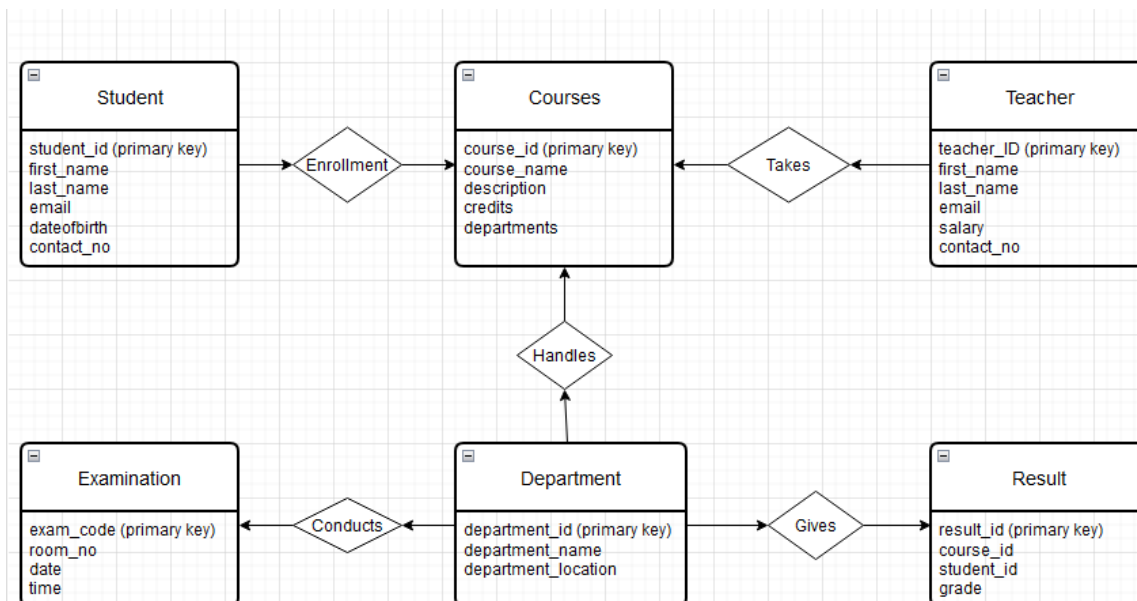 Student
student_id (primary key)
first_name
last_name
email
dateofbirth
contact_no
Enrollment
Courses
course_id (primary key)
course_name
description
credits
departments
Takes
Teacher
teacher_ID (primary key)
first_name
last_name
email
salary
contact_no
Handles
Examination
exam_code (primary key)
room_no
date
time
Conducts
Department
department_id (primary key)
department_name
department_location
Gives
Result
result_id (primary key)
course_id
student_id
grade